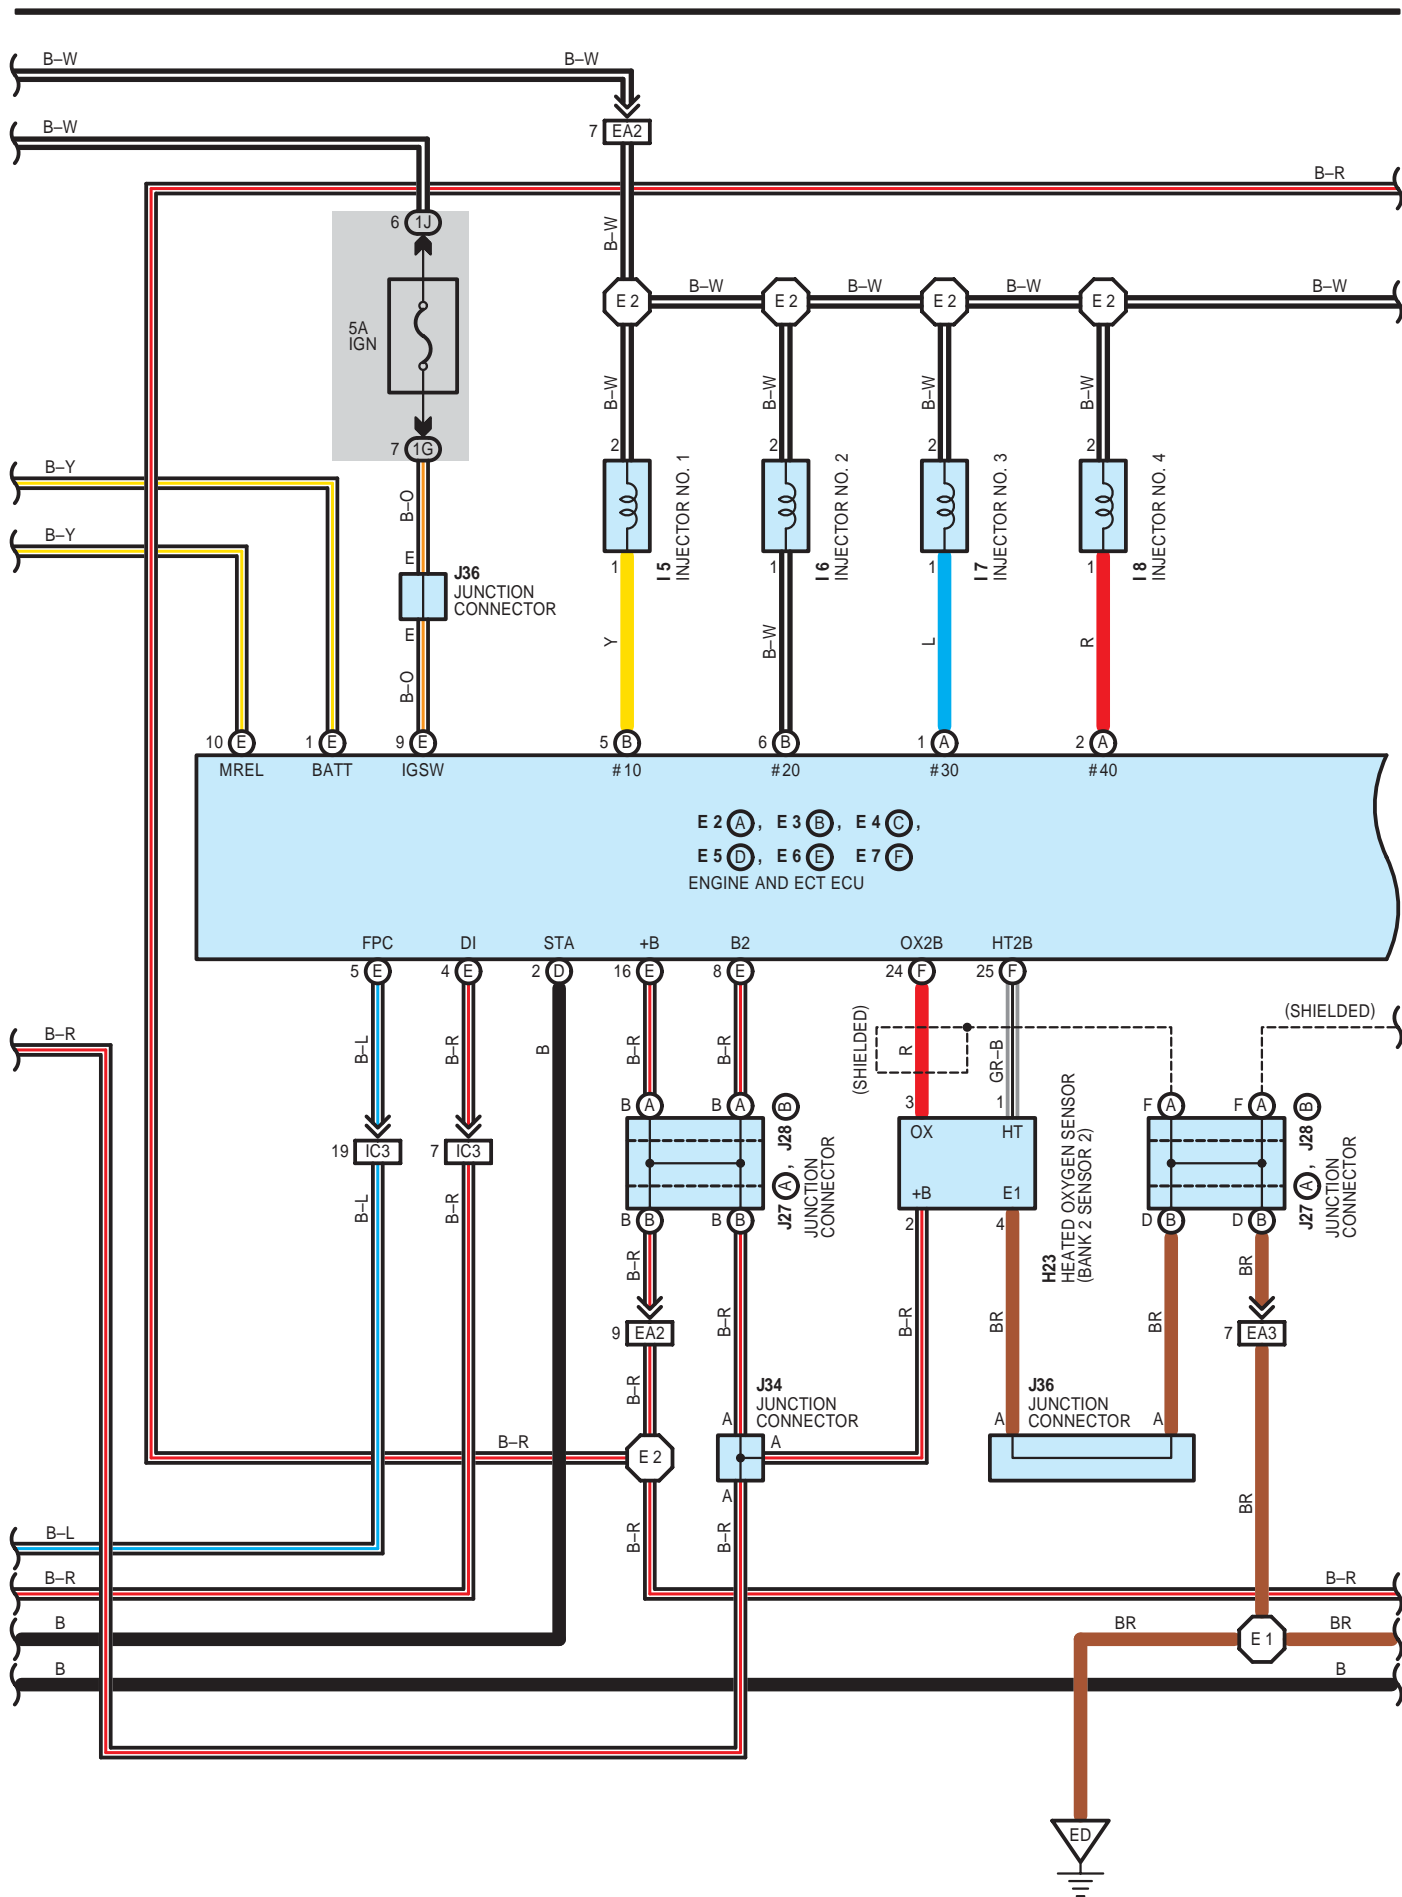 B–W B–W
B–W
7 EA2
B–R
6 1J
B–W
E 2 B–W E 2 B–W E 2 B–W E 2 B–W
5A
IGN
B–W B–W B–W B–W
7 1G
2 2 2 2
B–Y
B–O
I 5
INJECTOR NO. 1
I 6
INJECTOR NO. 2
I 7
INJECTOR NO. 3
I 8
INJECTOR NO. 4
B–Y
E
J36
JUNCTION
CONNECTOR
1 1 1 1
E
B–O
Y B–W L R
10 E 1 E 9 E 5 B 6 B 1 A 2 A
MREL BATT IGSW #10 #20 #30 #40
E 2 A , E 3 B , E 4 C ,
E 5 D , E 6 E E 7 F
ENGINE AND ECT ECU
FPC DI STA +B B2 OX2B HT2B
5 E 4 E 2 D 16 E 8 E 24 F 25 F
B–R
B–L B–R B B–R B–R
(SHIELDED)
R GR–B
(SHIELDED)
B A B A
3 1
F A F A
19 IC3 7 IC3
J27 A , J28 B
JUNCTION
CONNECTOR
OX HT
+B E1
H23
HEATED OXYGEN SENSOR
(BANK 2 SENSOR 2)
J27 A , J28 B
JUNCTION
CONNECTOR
B–L B–R
B B B B
2 4
D B D B
B–R BR
9 EA2 B–R B–R BR BR 7 EA3
B–R
J34
JUNCTION
CONNECTOR
J36
JUNCTION
CONNECTOR
A A A
B–R E 2 A
A
B–L B–R B–R BR
B–R B–R
B BR E 1 BR
B B
ED